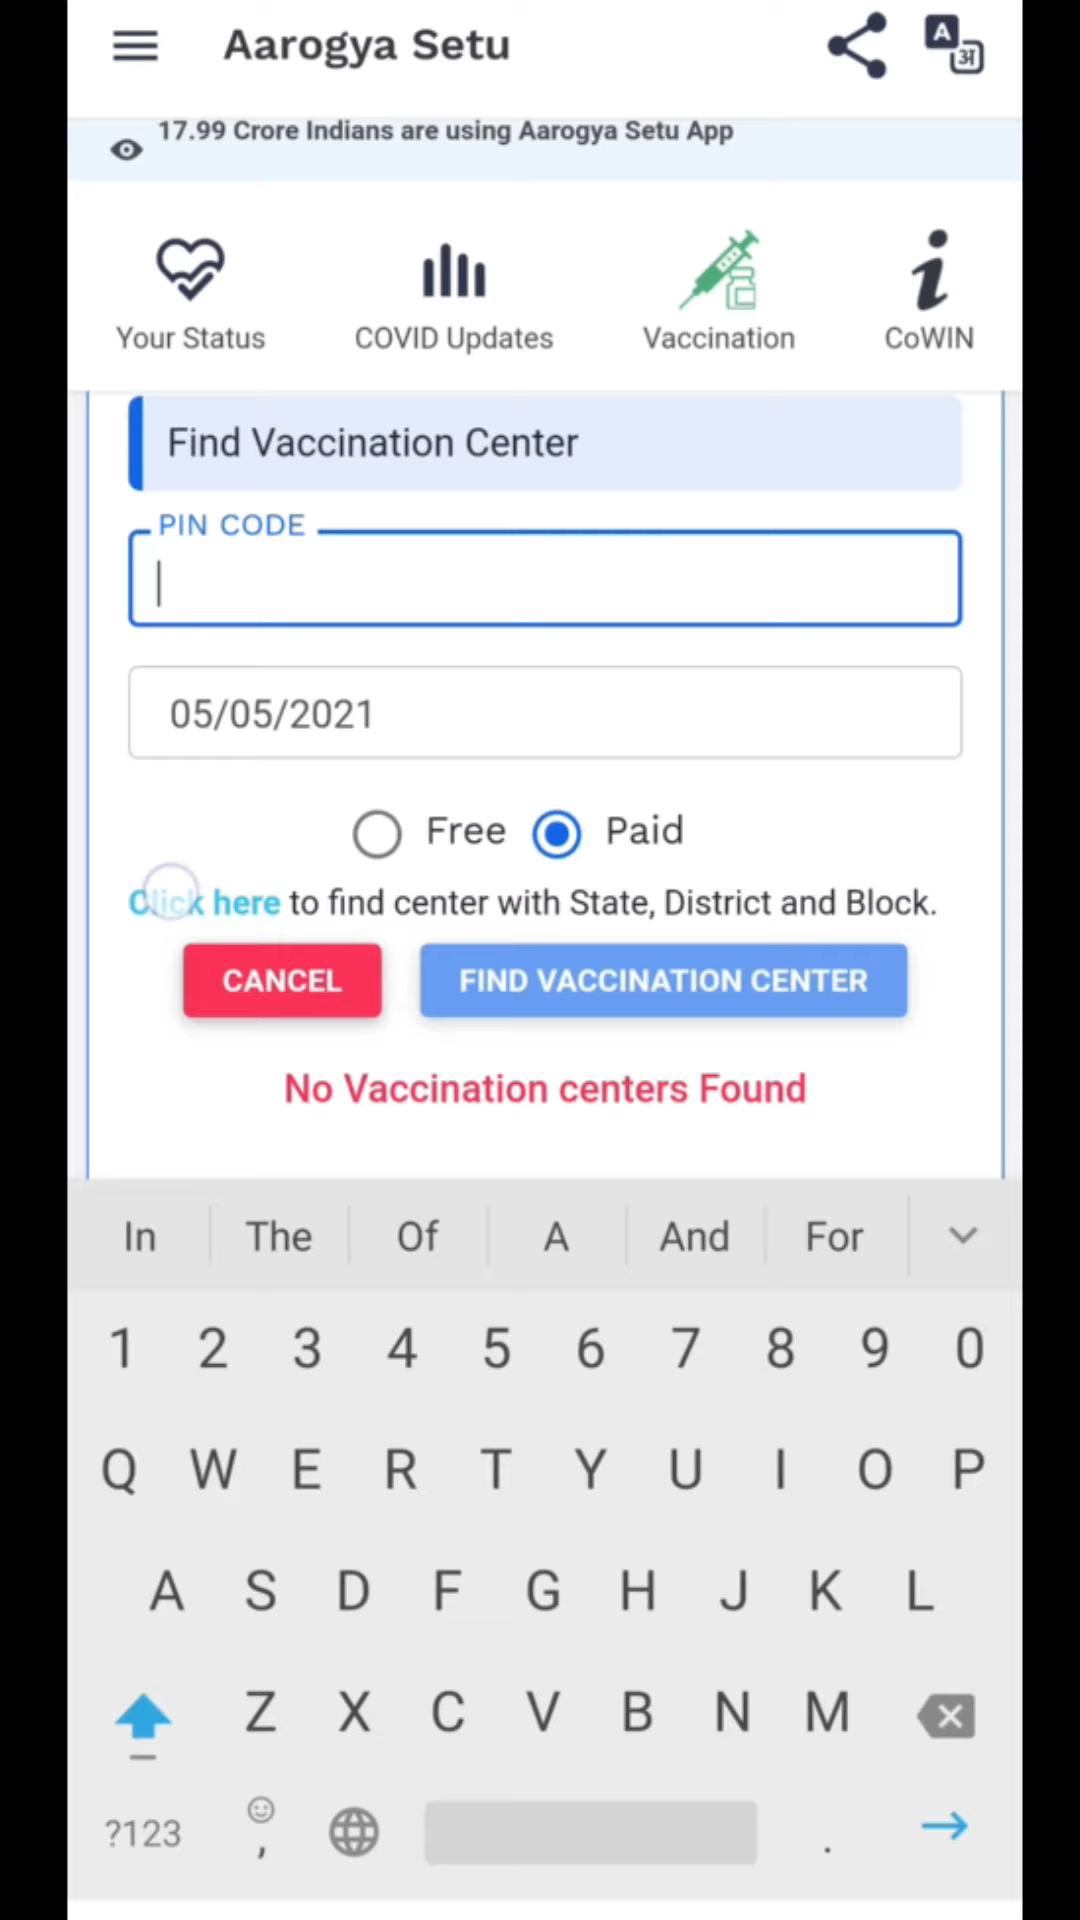 Aarogya Setu
A
अ
17.99 Crore Indians are using Aarogya Setu App
Your Status
COVID Updates
Vaccination
CoWIN
Find Vaccination Center
PIN CODE
05/05/2021
Free
Paid
Click here to find center with State, District and Block.
CANCEL
FIND VACCINATION CENTER
No Vaccination centers Found
In The Of A And For
1 2 3 4 5 6 7 8 9 0
Q W E R T Y U I O P
A S D F G H J K L
Z X C V B N M
?123 , .